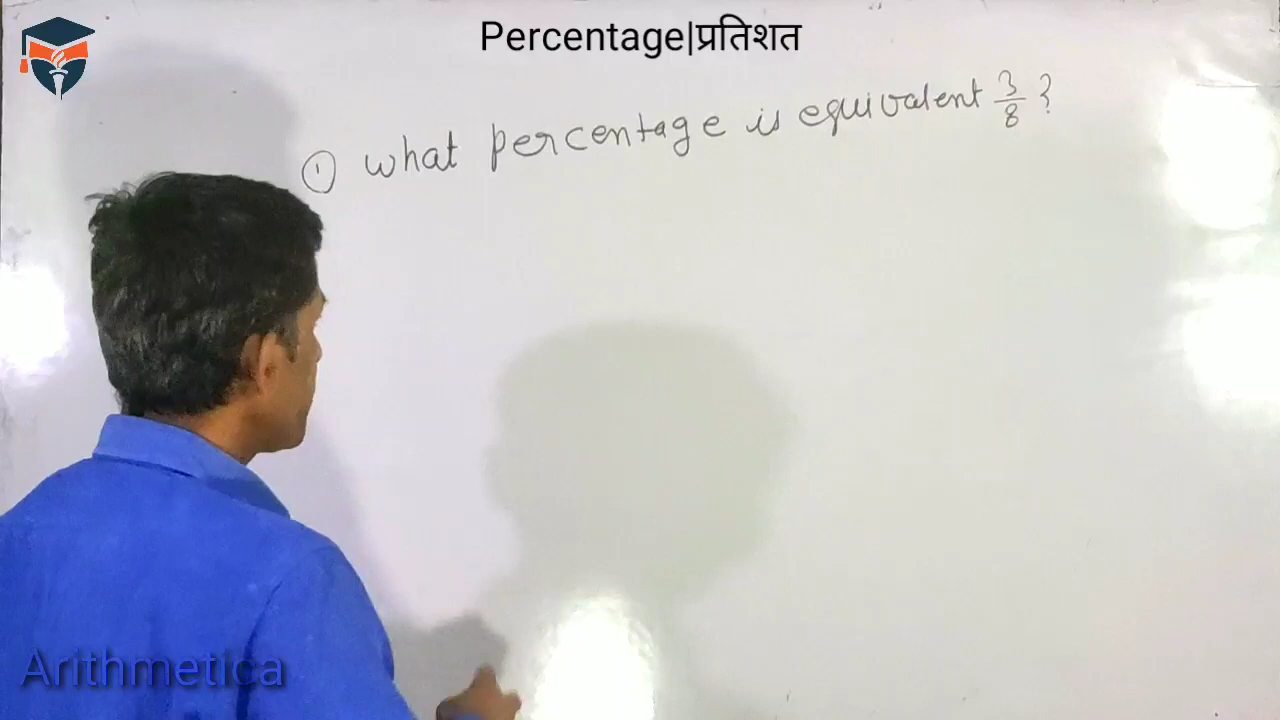 Percentage|प्रतिशत
① what percentage is equivalent 3/8 ?
Arithmetica